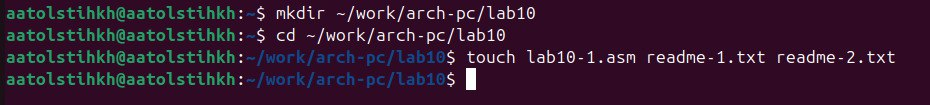 aatolstihkh@aatolstihkh:~$ mkdir ~/work/arch-pc/lab10
aatolstihkh@aatolstihkh:~$ cd ~/work/arch-pc/lab10
aatolstihkh@aatolstihkh:~/work/arch-pc/lab10$ touch lab10-1.asm readme-1.txt readme-2.txt
aatolstihkh@aatolstihkh:~/work/arch-pc/lab10$